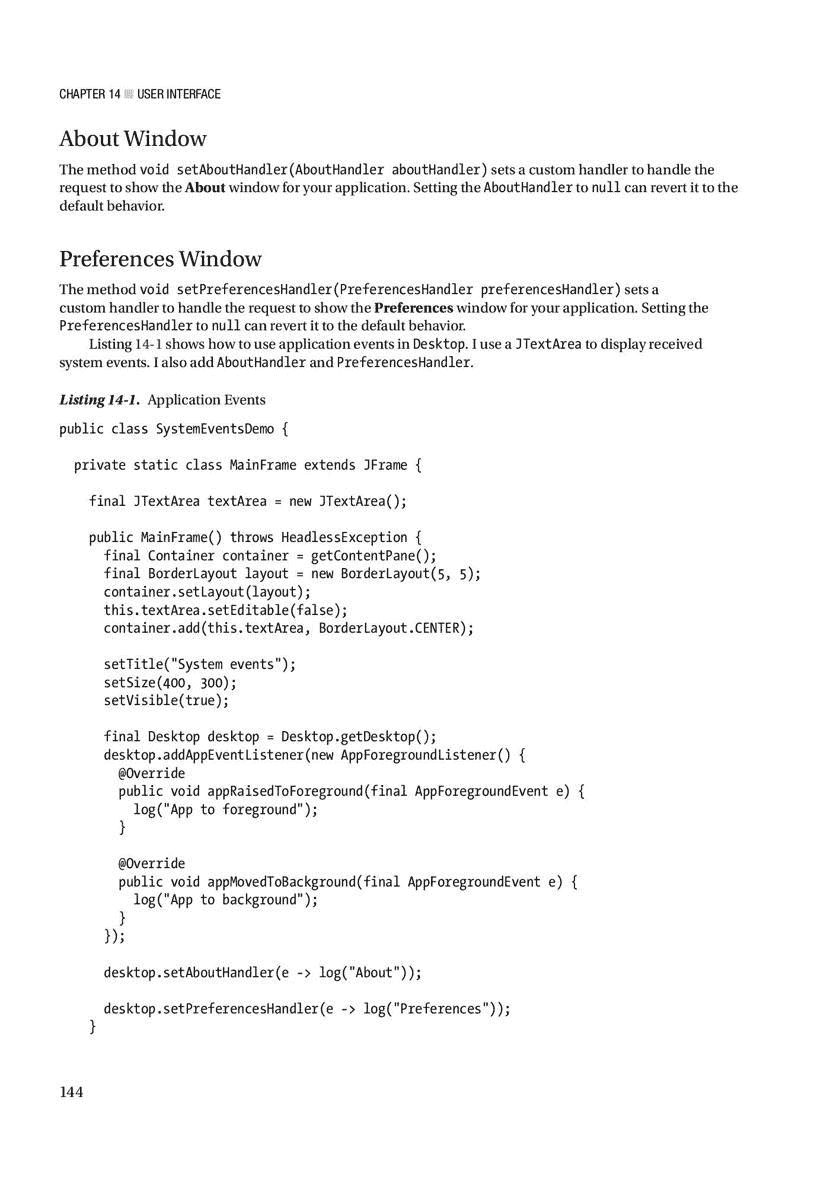 CHAPTER 14 ■ USER INTERFACE
About Window
The method void setAboutHandler(AboutHandler aboutHandler) sets a custom handler to handle the
request to show the About window for your application. Setting the AboutHandler to null can revert it to the
default behavior.
Preferences Window
The method void setPreferencesHandler(PreferencesHandler preferencesHandler) sets a
custom handler to handle the request to show the Preferences window for your application. Setting the
PreferencesHandler to null can revert it to the default behavior.
Listing 14-1 shows how to use application events in Desktop. I use a JTextArea to display received
system events. I also add AboutHandler and PreferencesHandler.
Listing 14-1. Application Events
public class SystemEventsDemo {
private static class MainFrame extends JFrame {
final JTextArea textArea = new JTextArea();
public MainFrame() throws HeadlessException {
final Container container = getContentPane();
final BorderLayout layout = new BorderLayout(5, 5);
container.setLayout(layout);
this.textArea.setEditable(false);
container.add(this.textArea, BorderLayout.CENTER);
setTitle("System events");
setSize(400, 300);
setVisible(true);
final Desktop desktop = Desktop.getDesktop();
desktop.addAppEventListener(new AppForegroundListener() {
@Override
public void appRaisedToForeground(final AppForegroundEvent e) {
log("App to foreground");
}
@Override
public void appMovedToBackground(final AppForegroundEvent e) {
log("App to background");
}
});
desktop.setAboutHandler(e -> log("About"));
desktop.setPreferencesHandler(e -> log("Preferences"));
}
144